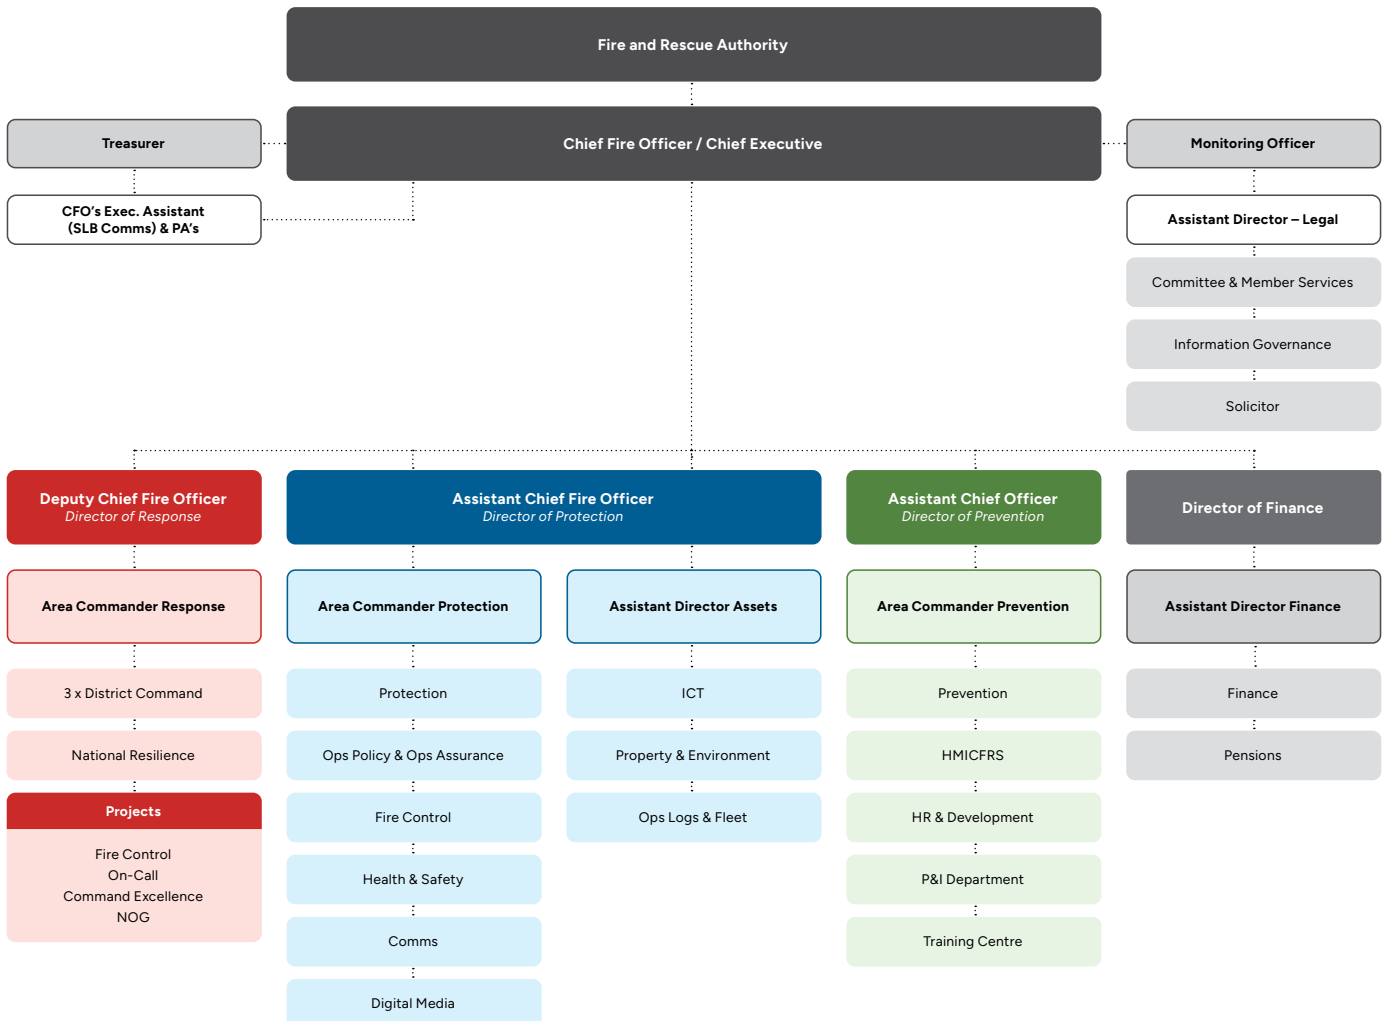 Fire and Rescue Authority
Treasurer
Chief Fire Officer / Chief Executive
Monitoring Officer
CFO's Exec. Assistant
(SLB Comms) & PA's
Assistant Director – Legal
Committee & Member Services
Information Governance
Solicitor
Deputy Chief Fire Officer
Director of Response
Assistant Chief Fire Officer
Director of Protection
Assistant Chief Officer
Director of Prevention
Director of Finance
Area Commander Response
3 x District Command
National Resilience
Projects
Fire Control
On-Call
Command Excellence
NOG
Area Commander Protection
Protection
Ops Policy & Ops Assurance
Fire Control
Health & Safety
Comms
Digital Media
Assistant Director Assets
ICT
Property & Environment
Ops Logs & Fleet
Area Commander Prevention
Prevention
HMICFRS
HR & Development
P&I Department
Training Centre
Assistant Director Finance
Finance
Pensions